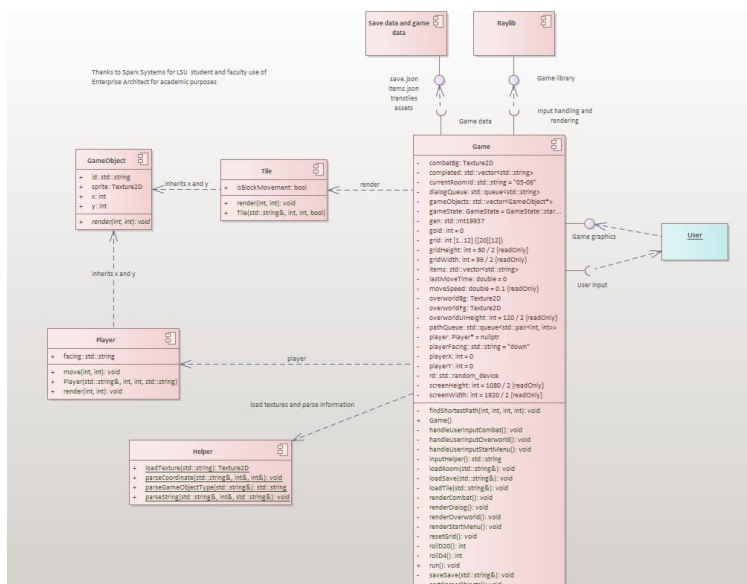 Save data and game
data
Raylib
Thanks to Sparx Systems for LSU student and faculty use of
Enterprise Architect for academic purposes
save.json
items.json
transtiles
assets
Game library
Game data
Input handling and
rendering
GameObject
+ id: std::string
+ sprite: Texture2D
+ x: int
+ y: int
+ render(int, int): void
inherits x and y
Tile
+ isBlockMovement: bool
+ render(int, int): void
+ Tile(std::string&, int, int, bool)
render
Game
- combatBg: Texture2D
- completed: std::vector<std::string>
- currentRoomId: std::string = "05-06"
- dialogQueue: std::queue<std::string>
- gameObjects: std::vector<GameObject*>
- gameState: GameState = GameState::star...
- gen: std::mt19937
- goid: int = 0
- grid: int [1..12] ([20][12])
- gridHeight: int = 80 / 2 {readOnly}
- gridWidth: int = 96 / 2 {readOnly}
- items: std::vector<std::string>
- lastMoveTime: double = 0
- moveSpeed: double = 0.1 {readOnly}
- overworldBg: Texture2D
- overworldFg: Texture2D
- overworldUIHeight: int = 120 / 2 {readOnly}
- pathQueue: std::queue<std::pair<int, int>>
- player: Player* = nullptr
- playerFacing: std::string = "down"
- playerX: int = 0
- playerY: int = 0
- rd: std::random_device
- screenHeight: int = 1080 / 2 {readOnly}
- screenWidth: int = 1920 / 2 {readOnly}
- findShortestPath(int, int, int, int): void
+ Game()
- handleUserInputCombat(): void
- handleUserInputOverworld(): void
- handleUserInputStartMenu(): void
- inputHelper(): std::string
- loadRoom(std::string&): void
- loadSave(std::string&): void
- loadTile(std::string&): void
- renderCombat(): void
- renderDialog(): void
- renderOverworld(): void
- renderStartMenu(): void
- resetGrid(): void
- rollD20(): int
- rollD4(): int
+ run(): void
- saveSave(std::string&): void
Game graphics
User
User input
inherits x and y
Player
+ facing: std::string
+ move(int, int): void
+ Player(std::string&, int, int, std::string)
+ render(int, int): void
player
load textures and parse information
Helper
+ loadTexture(std::string): Texture2D
+ parseCoordinate(std::string&, int&, int&): void
+ parseGameObjectType(std::string&): std::string
+ parseString(std::string&, int&, std::string&): void